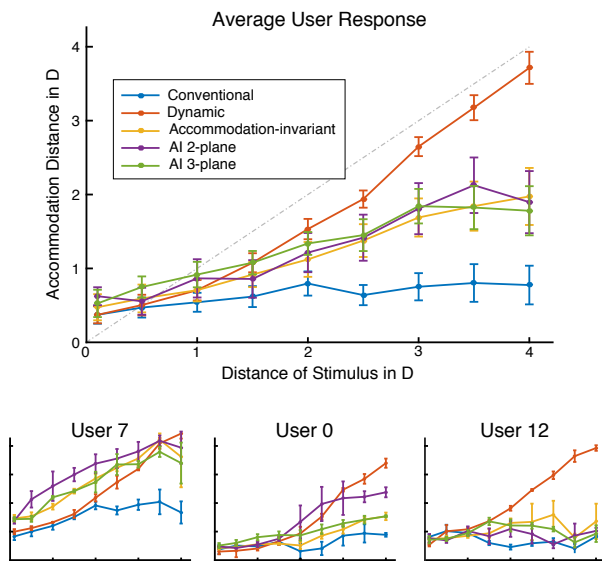 Average User Response
Accommodation Distance in D
4
3
2
1
0
Conventional
Dynamic
Accommodation-invariant
AI 2-plane
AI 3-plane
0
1
2
3
4
Distance of Stimulus in D
User 7
User 0
User 12